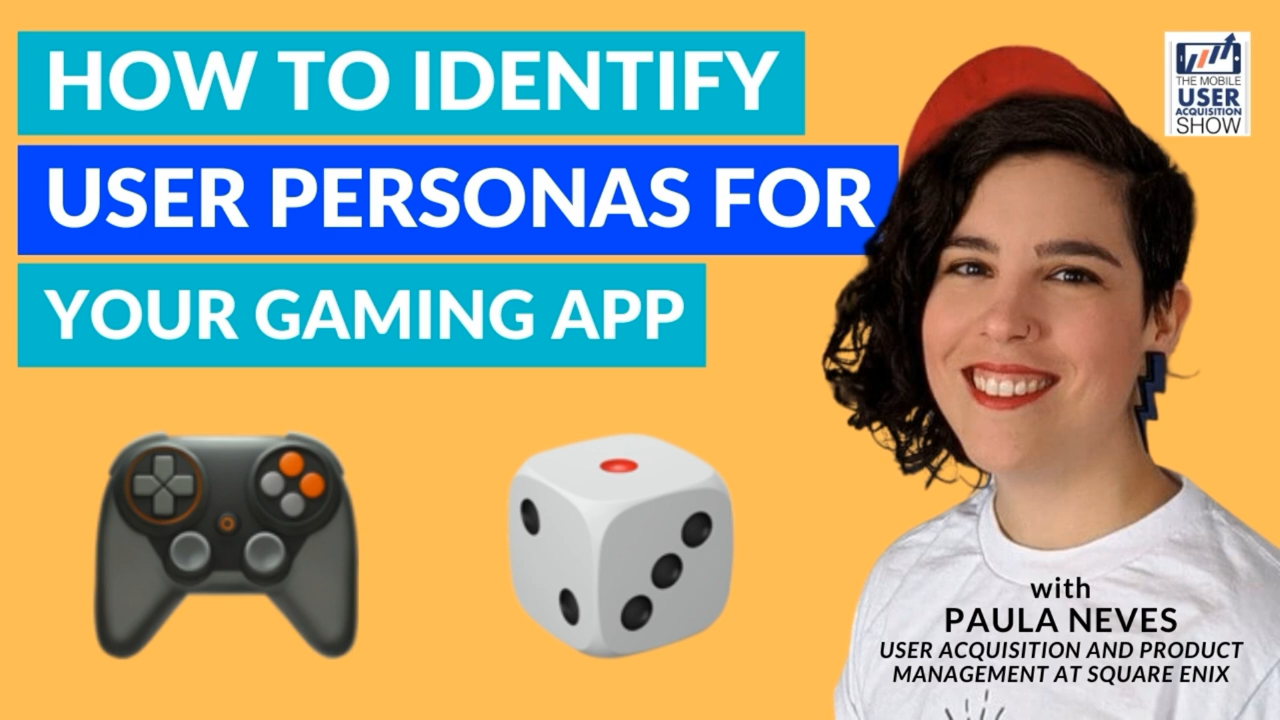 HOW TO IDENTIFY
USER PERSONAS FOR
YOUR GAMING APP
THE MOBILE
USER
ACQUISITION
SHOW
with
PAULA NEVES
USER ACQUISITION AND PRODUCT
MANAGEMENT AT SQUARE ENIX